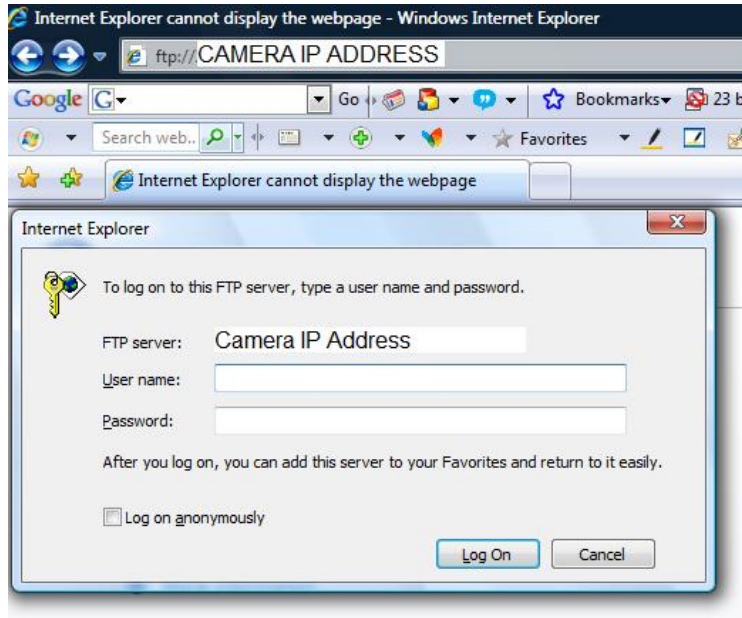 Internet Explorer cannot display the webpage - Windows Internet Explorer
ftp:// CAMERA IP ADDRESS
Google G Go Bookmarks 23 b
Search web.. Favorites
Internet Explorer cannot display the webpage
Internet Explorer
To log on to this FTP server, type a user name and password.
FTP server: Camera IP Address
User name:
Password:
After you log on, you can add this server to your Favorites and return to it easily.
Log on anonymously
Log On Cancel